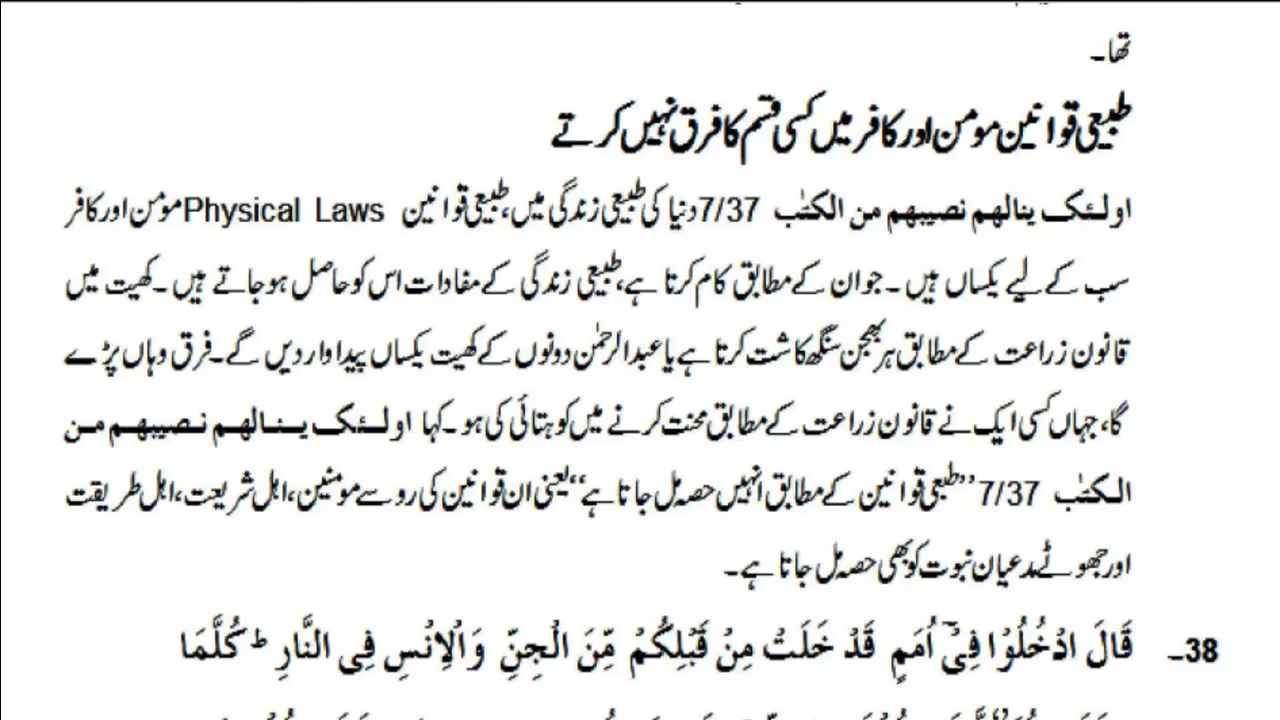 تھا۔
طبیعی قوانین مومن اور کافر میں کسی قسم کا فرق نہیں کرتے
اولٰئک ینالھم نصیبھم من الکتٰب 7/37 دنیا کی طبیعی زندگی میں، طبیعی قوانین Physical Laws مومن اور کافر
سب کے لیے یکساں ہیں۔ جو ان کے مطابق کام کرتا ہے، طبیعی زندگی کے مفادات اس کو حاصل ہو جاتے ہیں۔ کھیت میں
قانون زراعت کے مطابق ہربھجن سنگھ کاشت کرتا ہے یا عبدالرحمٰن دونوں کے کھیت یکساں پیداوار دیں گے۔ فرق وہاں پڑے
گا، جہاں کسی ایک نے قانون زراعت کے مطابق محنت کرنے میں کوہتائی کی ہو۔ کہا اولٰئک ینالھم نصیبھم من
الکتٰب 7/37 ’’طبعی قوانین کے مطابق انہیں حصہ مل جاتا ہے‘‘ یعنی ان قوانین کی رو سے مومنین، اہل شریعت، اہل طریقت
اور جھوٹے مدعیان نبوت کو بھی حصہ مل جاتا ہے۔
38۔ قَالَ ادْخُلُوْا فِیْۤ اُمَمٍ قَدْ خَلَتْ مِنْ قَبْلِكُمْ مِّنَ الْجِنِّ وَالْاِنْسِ فِی النَّارِ ؕ كُلَّمَا